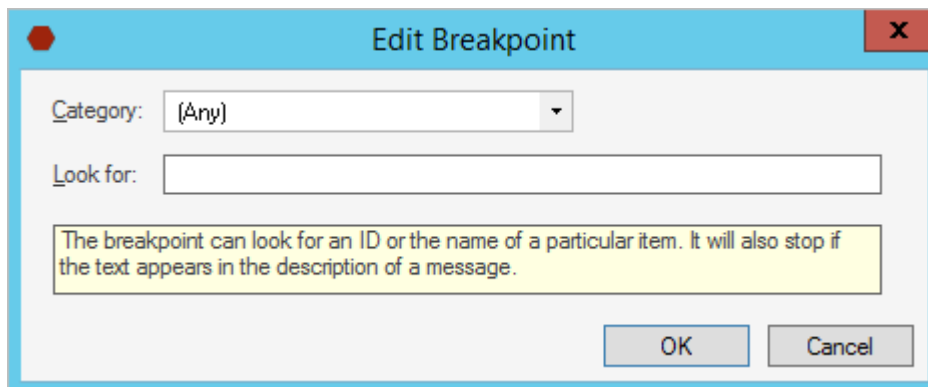 Edit Breakpoint
x
Category: (Any)
Look for:
The breakpoint can look for an ID or the name of a particular item. It will also stop if
the text appears in the description of a message.
OK Cancel